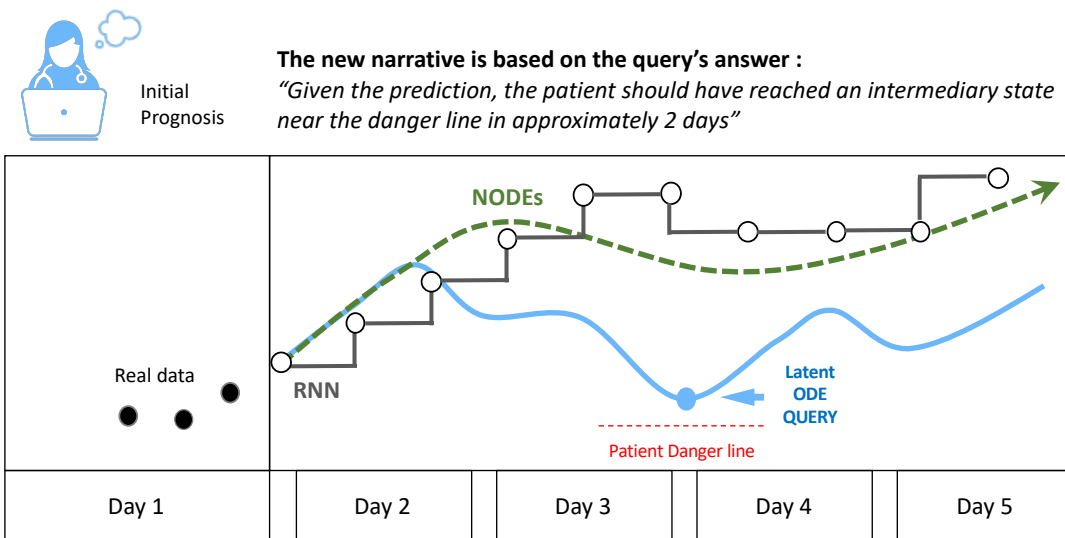 Initial
Prognosis
The new narrative is based on the query’s answer :
“Given the prediction, the patient should have reached an intermediary state
near the danger line in approximately 2 days”
NODEs
Real data
RNN
Latent
ODE
QUERY
Patient Danger line
Day 1
Day 2
Day 3
Day 4
Day 5